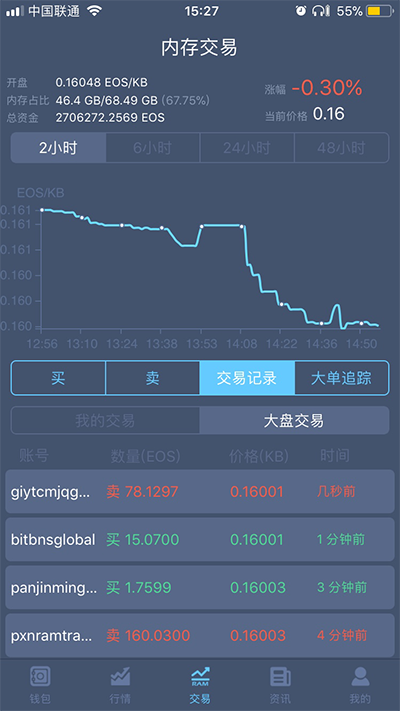 中国联通 15:27 55%
内存交易
开盘 0.16048 EOS/KB
内存占比 46.4 GB/68.49 GB (67.75%)
总资金 2706272.2569 EOS
涨幅 -0.30%
当前价格 0.16
2小时 6小时 24小时 48小时
EOS/KB
0.161
0.161
0.161
0.160
0.160
0.160
12:56 13:10 13:24 13:38 13:53 14:08 14:22 14:36 14:50
买 卖 交易记录 大单追踪
我的交易 大盘交易
账号 数量(EOS) 价格(KB) 时间
giytcmjqg... 卖 78.1297 0.16001 几秒前
bitbnsglobal 买 15.0700 0.16001 1 分钟前
panjinming... 买 1.7599 0.16003 3 分钟前
pxnramtra... 卖 160.0300 0.16003 4 分钟前
RAM
钱包 行情 交易 资讯 我的